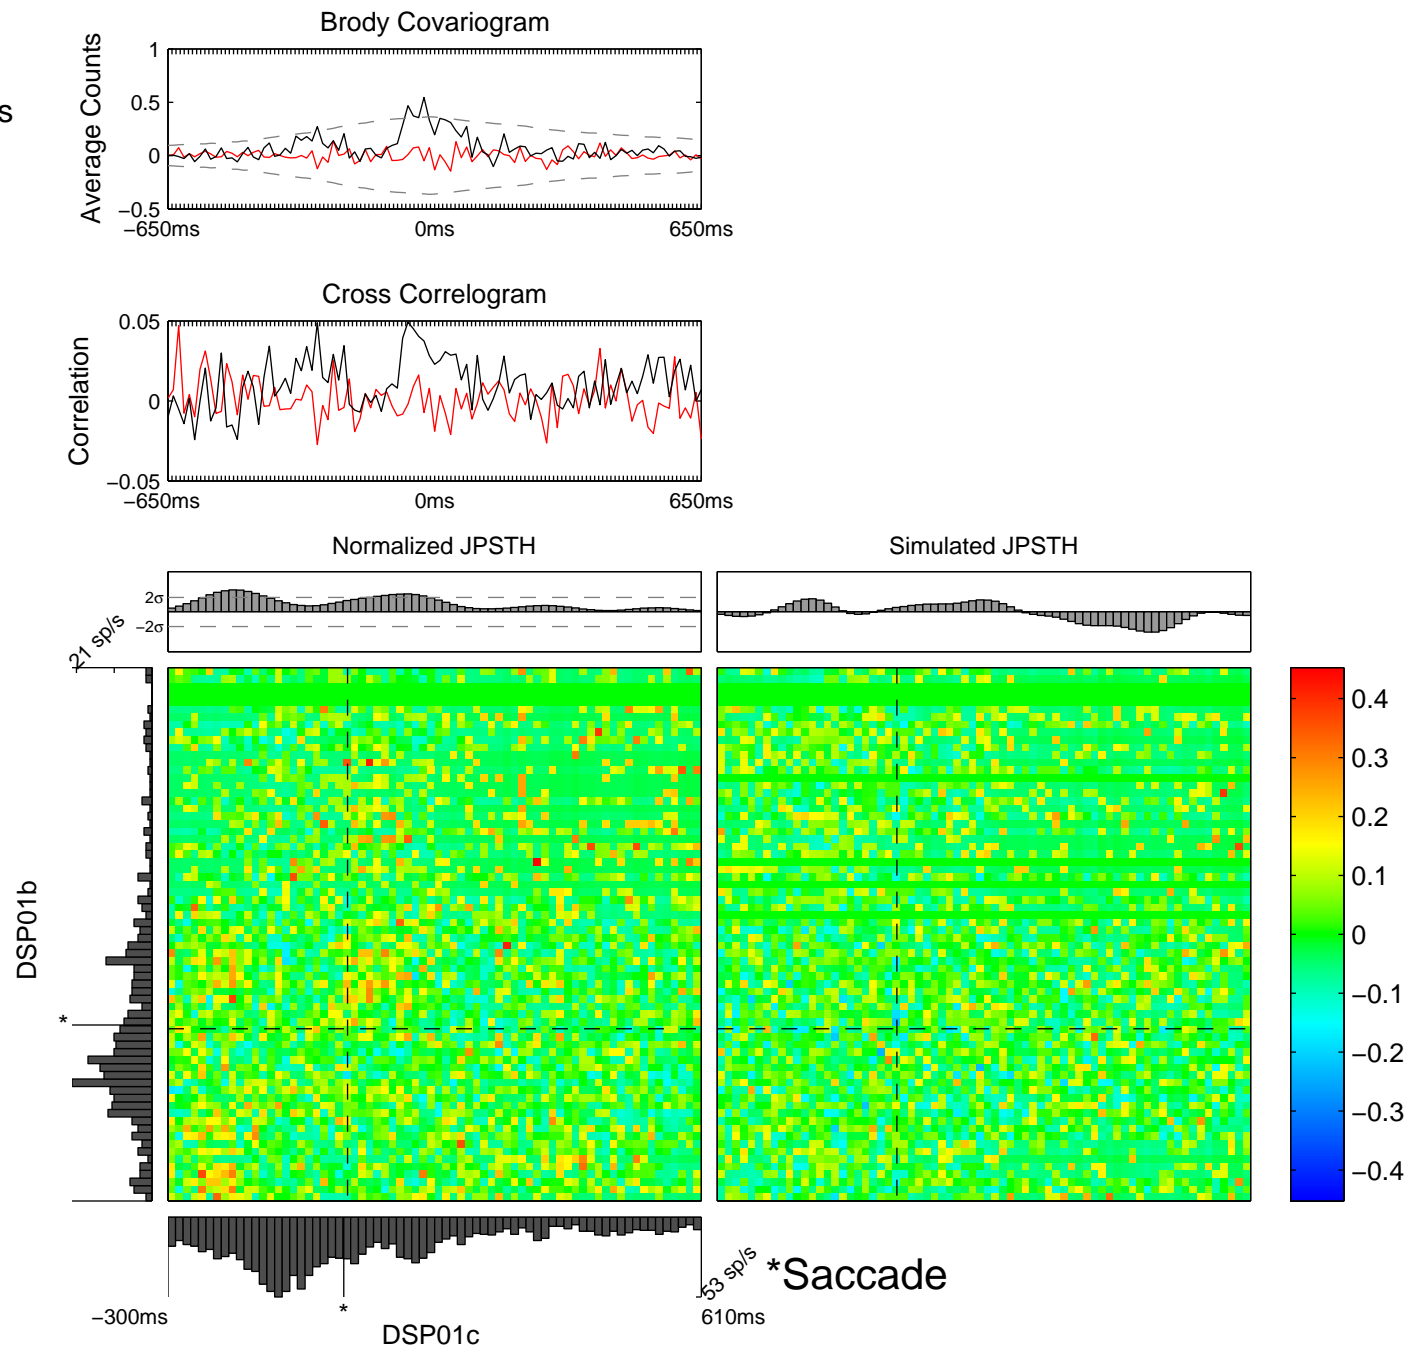 Brody Covariogram
s
Average Counts
1
0.5
0
−0.5
−650ms 0ms 650ms
Cross Correlogram
Correlation
0.05
0
−0.05
−650ms 0ms 650ms
Normalized JPSTH
Simulated JPSTH
2σ
−2σ
21 sp/s
DSP01b
*
0.4
0.3
0.2
0.1
0
−0.1
−0.2
−0.3
−0.4
53 sp/s
*Saccade
*
−300ms 610ms
DSP01c